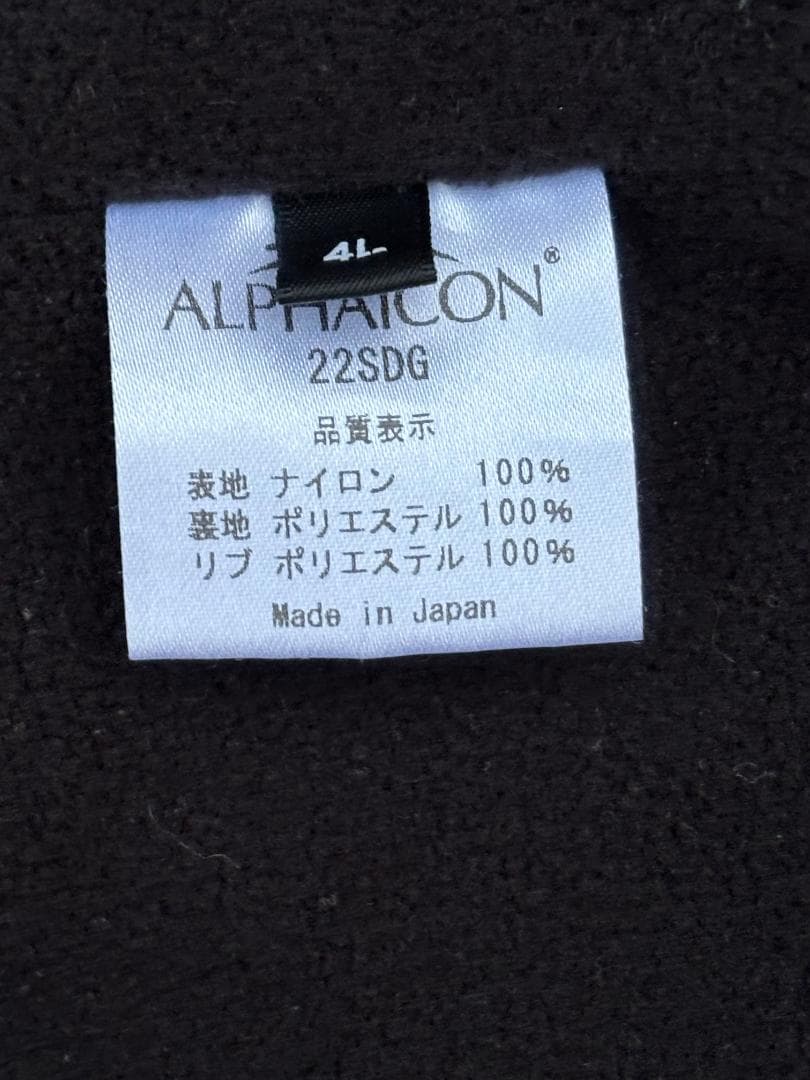 4L
ALPHAICON®
22SDG
品質表示
表地 ナイロン 100%
裏地 ポリエステル 100%
リブ ポリエステル 100%
Made in Japan